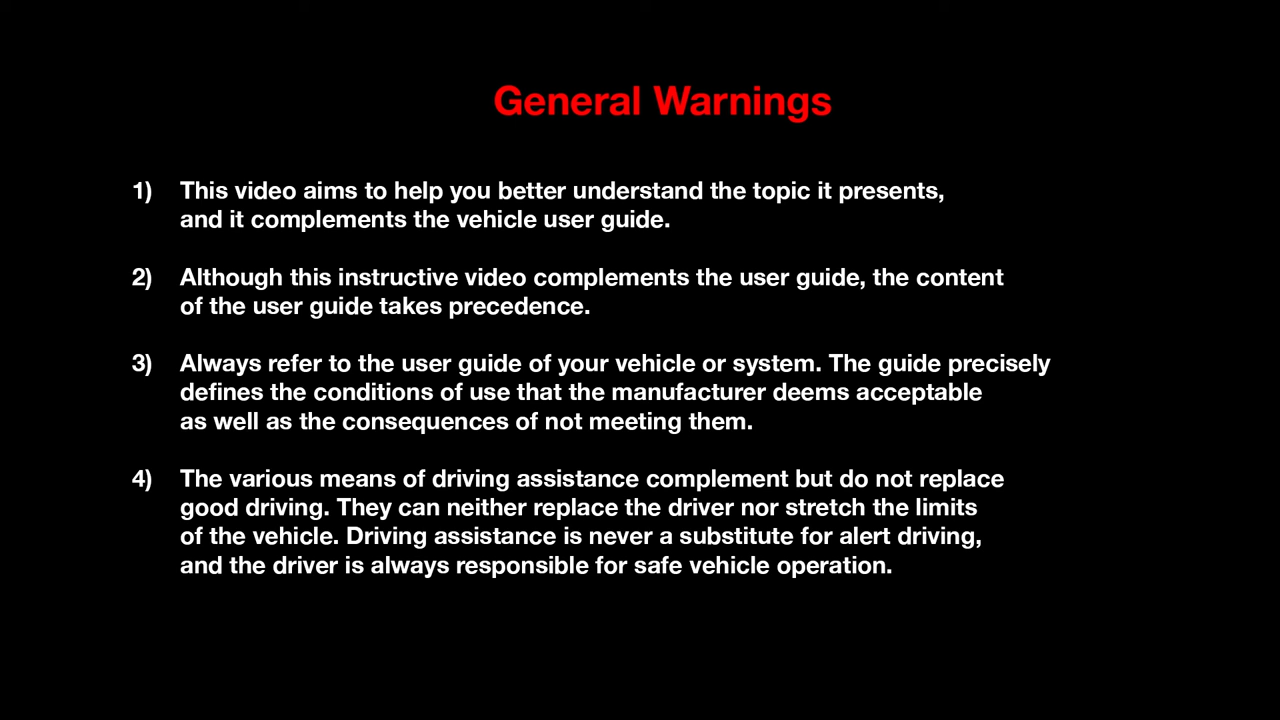 General Warnings
1) This video aims to help you better understand the topic it presents,
and it complements the vehicle user guide.
2) Although this instructive video complements the user guide, the content
of the user guide takes precedence.
3) Always refer to the user guide of your vehicle or system. The guide precisely
defines the conditions of use that the manufacturer deems acceptable
as well as the consequences of not meeting them.
4) The various means of driving assistance complement but do not replace
good driving. They can neither replace the driver nor stretch the limits
of the vehicle. Driving assistance is never a substitute for alert driving,
and the driver is always responsible for safe vehicle operation.